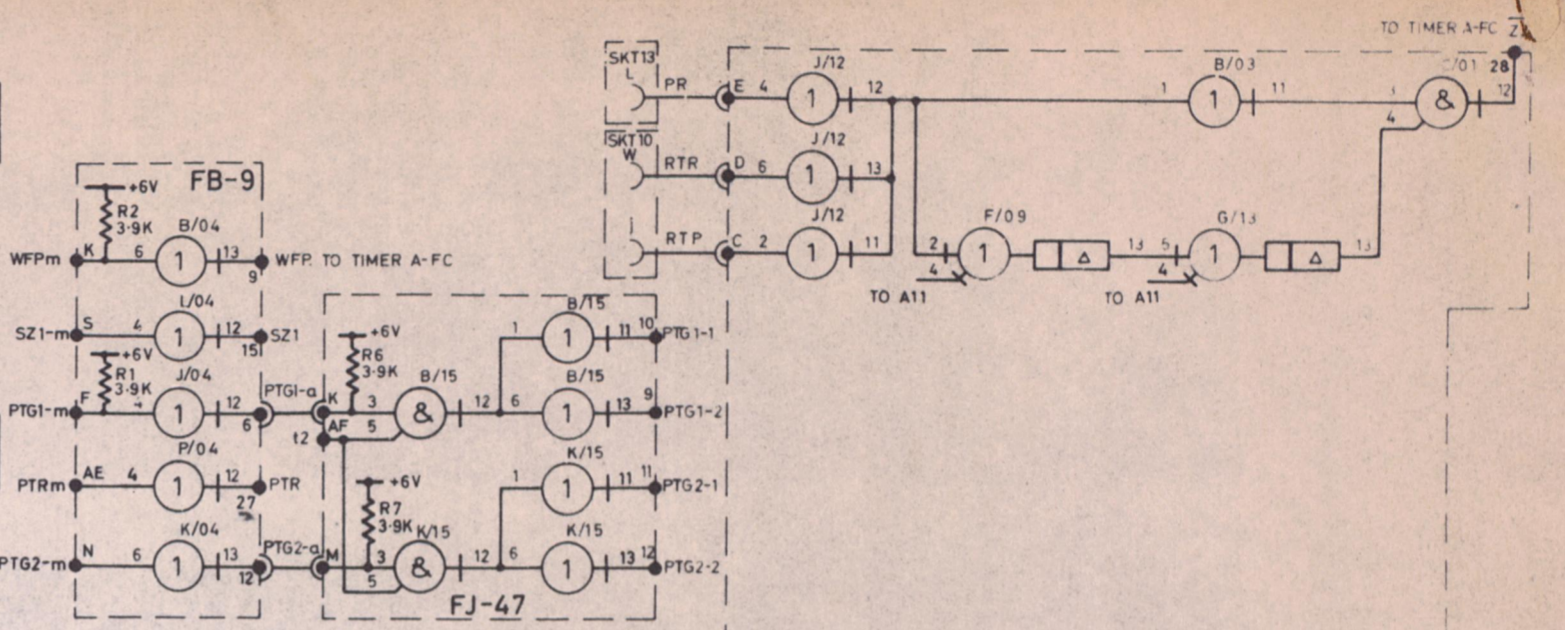 TO TIMER A-FC Z
28
SKT13
L
PR
E 4
J/12
1
12
1
B/03
1
11
3
4
/01
&
12
SKT10
W
RTR
D 6
J/12
1
13
RTP
C 2
J/12
1
11
2
4
TO A11
F/09
1
Δ
13 5
4
TO A11
G/13
1
Δ
13
FB-9
+6V
R2
3·9K
WFPm
K
6
B/04
1
13
9
WFP. TO TIMER A-FC
SZ1-m
S
4
L/04
1
12
15
SZ1
+6V
R1
3·9K
PTG1-m
F
J/04
1
12
6
PTG1-a
PTRm
AE
4
P/04
1
12
27
PTR
PTG2-m
N
6
K/04
1
13
12
PTG2-a
+6V
R6
3·9K
K
3
AF
5
t2
B/15
&
12
1
B/15
1
11
10
PTG1-1
6
B/15
1
13
9
PTG1-2
+6V
R7
3·9K
M
3
5
K/15
&
12
1
K/15
1
11
11
PTG2-1
6
K/15
1
13
12
PTG2-2
FJ-47